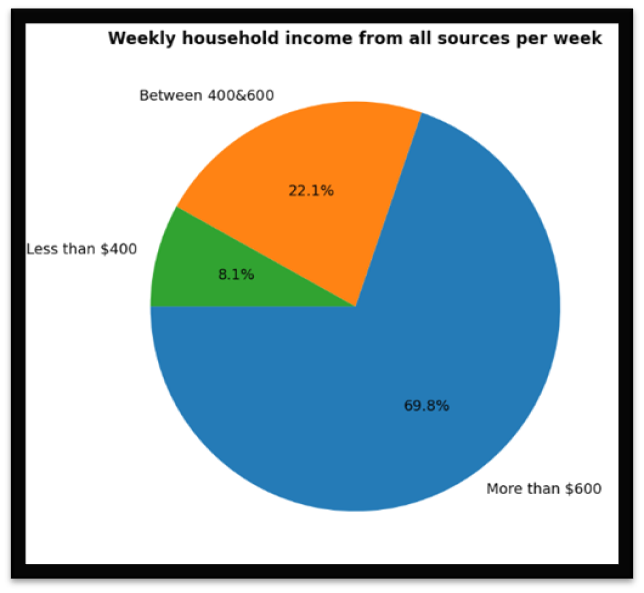 Weekly household income from all sources per week
Between 400&600
22.1%
Less than $400
8.1%
69.8%
More than $600